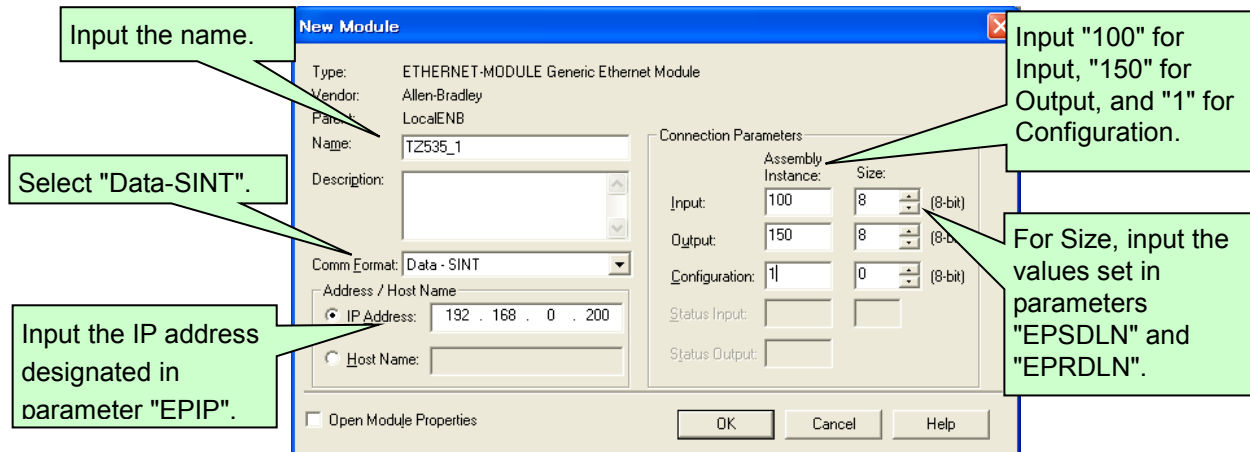 Input the name.
Select "Data-SINT".
Input the IP address
designated in
parameter "EPIP".
New Module
Type: ETHERNET-MODULE Generic Ethernet Module
Vendor: Allen-Bradley
LocalENB
Name: TZ535_1
Description:
Comm Format: Data - SINT
Address / Host Name
IP Address: 192 . 168 . 0 . 200
Host Name:
Open Module Properties
Connection Parameters
Assembly
Instance: Size:
Input: 100 8 (8-bit)
Output: 150 8
Configuration: 1 0 (8-bit)
Status Input:
Status Output:
OK Cancel Help
Input "100" for
Input, "150" for
Output, and "1" for
Configuration.
For Size, input the
values set in
parameters
"EPSDLN" and
"EPRDLN".